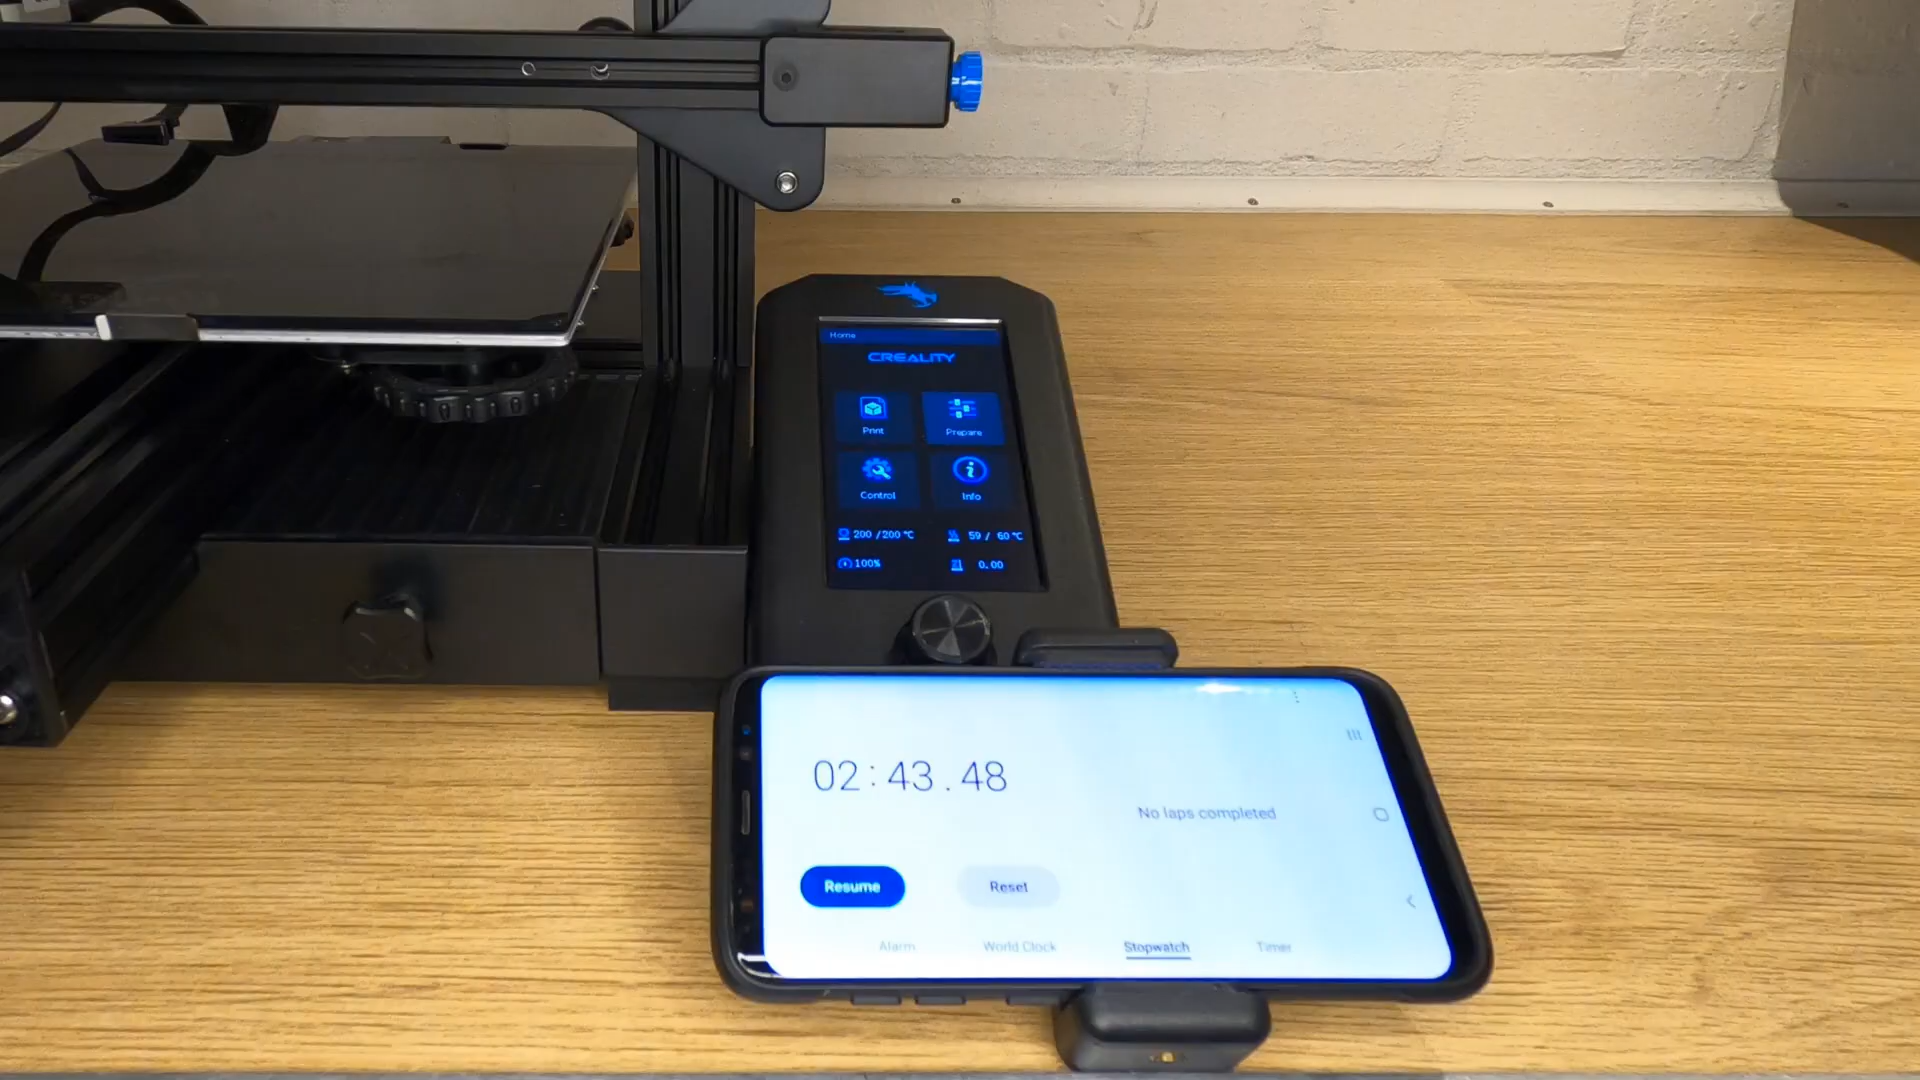 Home
CREALITY
Print
Prepare
Control
Info
200 /200 ℃
59 / 60 ℃
100%
0.00
02:43.48
No laps completed
Resume
Reset
Alarm
World Clock
Stopwatch
Timer